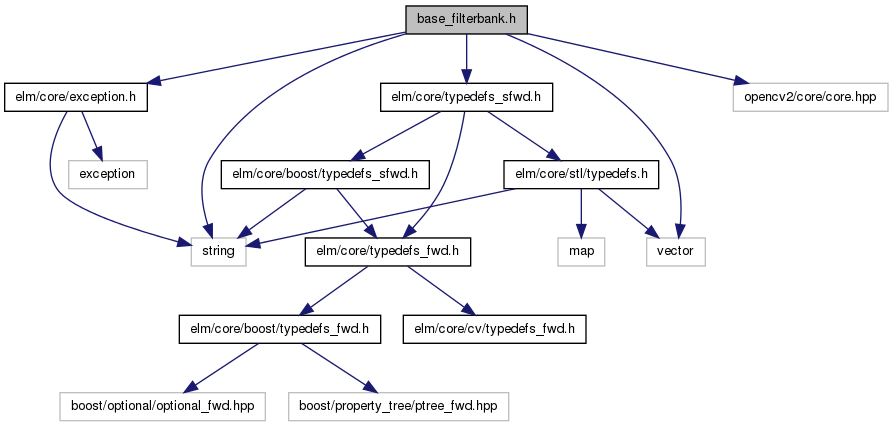 base_filterbank.h
elm/core/exception.h
elm/core/typedefs_sfwd.h
opencv2/core/core.hpp
exception
elm/core/boost/typedefs_sfwd.h
elm/core/stl/typedefs.h
string
elm/core/typedefs_fwd.h
map
vector
elm/core/boost/typedefs_fwd.h
elm/core/cv/typedefs_fwd.h
boost/optional/optional_fwd.hpp
boost/property_tree/ptree_fwd.hpp